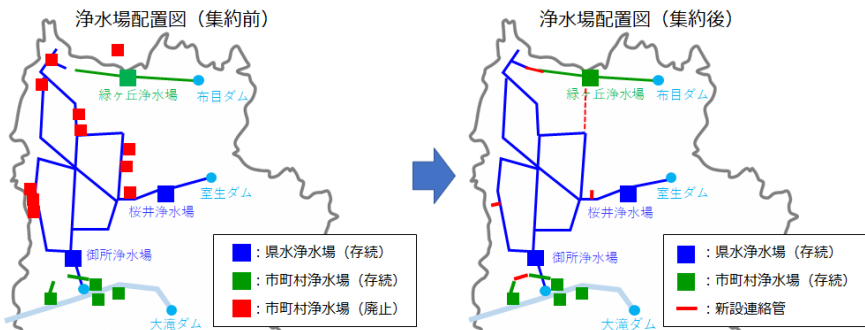 浄水場配置図（集約前）
緑ヶ丘浄水場
布目ダム
室生ダム
桜井浄水場
御所浄水場
大滝ダム
：県水浄水場（存続）
：市町村浄水場（存続）
：市町村浄水場（廃止）
浄水場配置図（集約後）
緑ヶ丘浄水場
布目ダム
室生ダム
桜井浄水場
御所浄水場
大滝ダム
：県水浄水場（存続）
：市町村浄水場（存続）
：新設連絡管